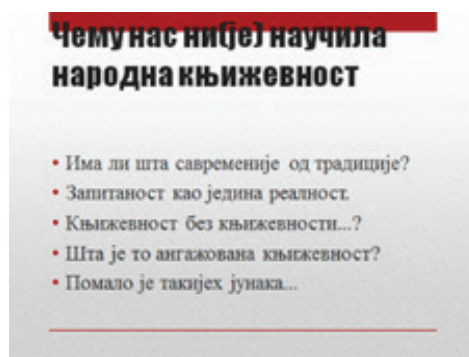 Чему нас ни(је) научила
народна књижевност
• Има ли шта савременије од традиције?
• Запитаност као једина реалност.
• Књижевност без књижевности...?
• Шта је то ангажована књижевност?
• Помало је такијех јунака...